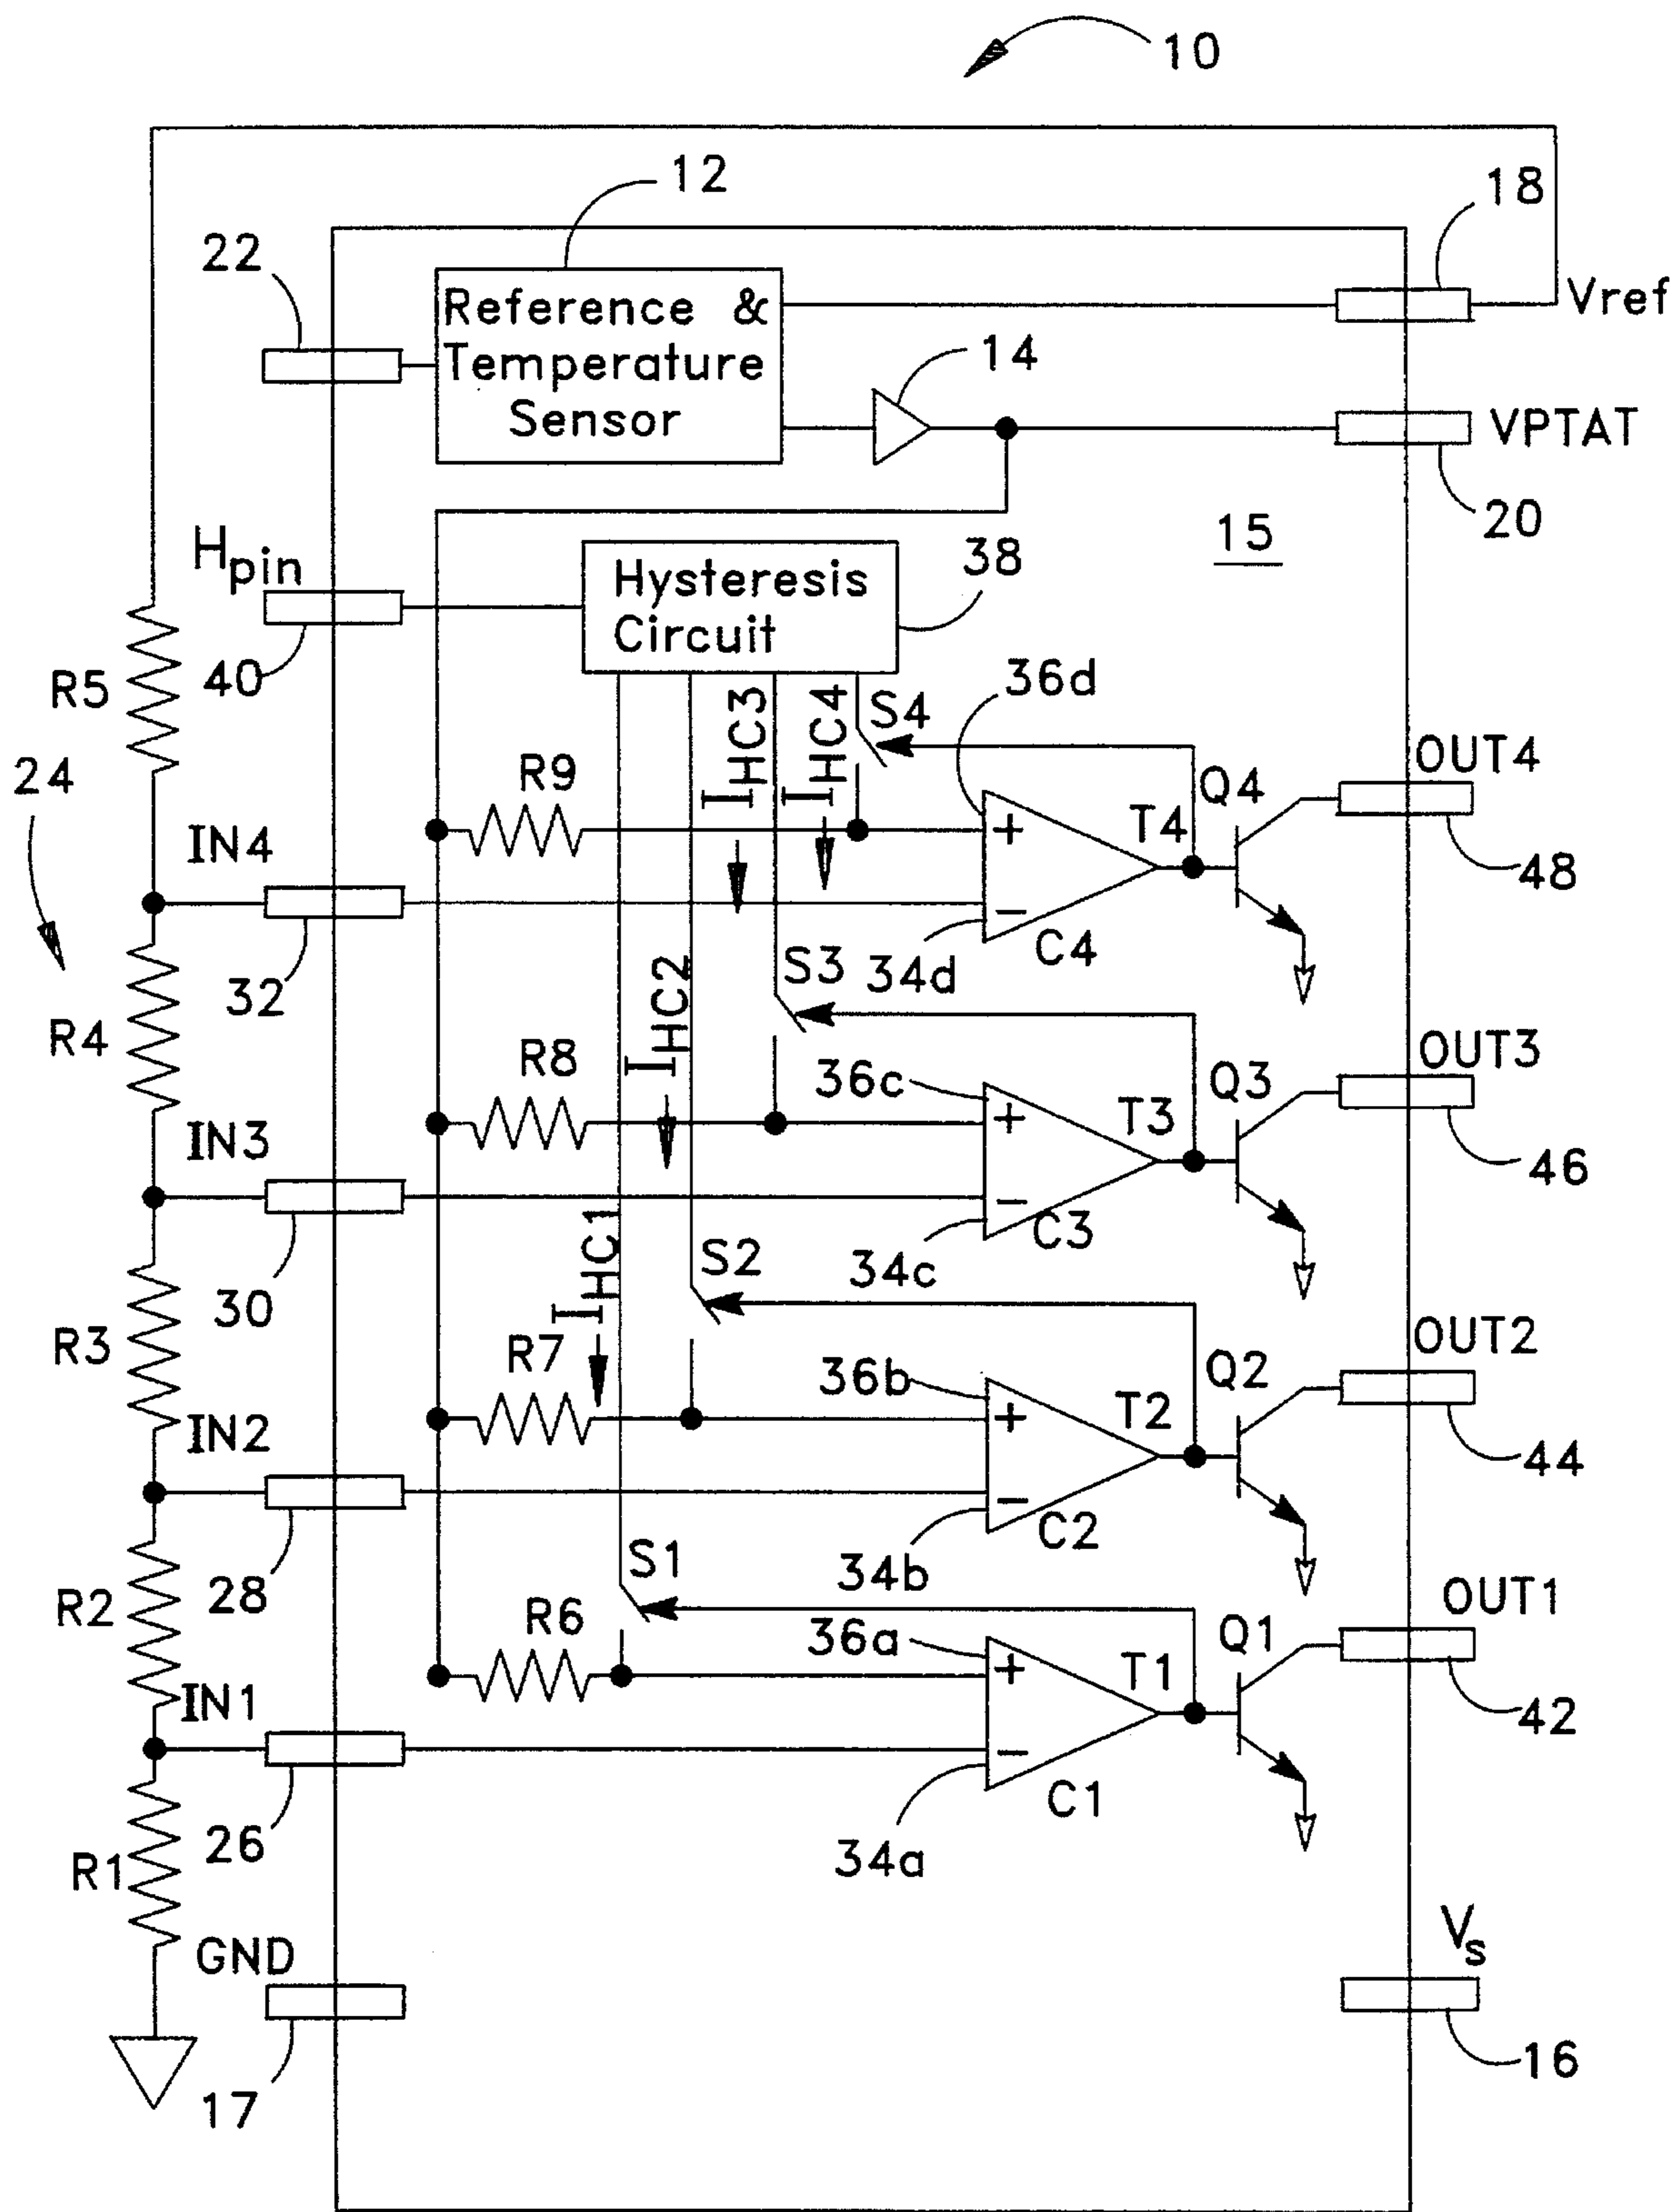 10
12
18
22
Reference &
Temperature
Sensor
Vref
14
VPTAT
20
15
Hpin
Hysteresis
Circuit
38
40
R5
36d
S4
IHC3
IHC4
OUT4
24
R9
Q4
IN4
+
T4
48
−
32
34d
C4
S3
IHC2
R4
R8
OUT3
36c
Q3
IN3
+
T3
46
−
30
34c
C3
IHC1
S2
R3
R7
OUT2
36b
Q2
IN2
+
T2
44
−
28
34b
C2
S1
R2
R6
OUT1
36a
Q1
IN1
+
T1
42
−
26
34a
C1
R1
GND
Vs
17
16